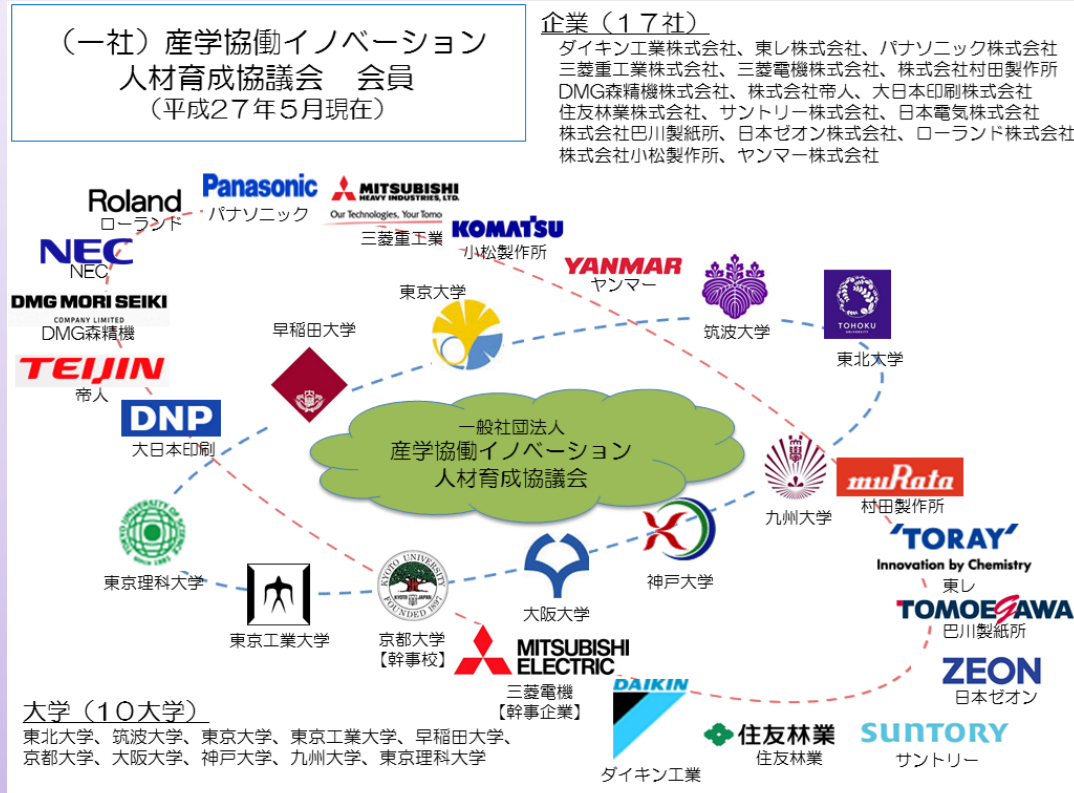 （一社）産学協働イノベーション
人材育成協議会　会員
（平成２７年５月現在）
企業（１７社）
ダイキン工業株式会社、東レ株式会社、パナソニック株式会社
三菱重工業株式会社、三菱電機株式会社、株式会社村田製作所
DMG森精機株式会社、株式会社帝人、大日本印刷株式会社
住友林業株式会社、サントリー株式会社、日本電気株式会社
株式会社巴川製紙所、日本ゼオン株式会社、ローランド株式会社
株式会社小松製作所、ヤンマー株式会社
Roland
ローランド
Panasonic
パナソニック
MITSUBISHI
HEAVY INDUSTRIES, LTD.
Our Technologies, Your Tomo
三菱重工業
KOMATSU
小松製作所
YANMAR
ヤンマー
NEC
NEC
DMG MORI SEIKI
COMPANY LIMITED
DMG森精機
TEIJIN
帝人
DNP
大日本印刷
早稲田大学
東京大学
筑波大学
TOHOKU
UNIVERSITY
東北大学
一般社団法人
産学協働イノベーション
人材育成協議会
九州大学
muRata
村田製作所
'TORAY'
Innovation by Chemistry
東レ
TOMOEGAWA
巴川製紙所
ZEON
日本ゼオン
TOKYO UNIVERSITY OF SCIENCE
since 1881
東京理科大学
東京工業大学
KYOTO UNIVERSITY
KYOTO JAPAN
FOUNDED 1897
京都大学
【幹事校】
大阪大学
神戸大学
MITSUBISHI
ELECTRIC
三菱電機
【幹事企業】
DAIKIN
ダイキン工業
住友林業
住友林業
SUNTORY
サントリー
大学（１０大学）
東北大学、筑波大学、東京大学、東京工業大学、早稲田大学、
京都大学、大阪大学、神戸大学、九州大学、東京理科大学